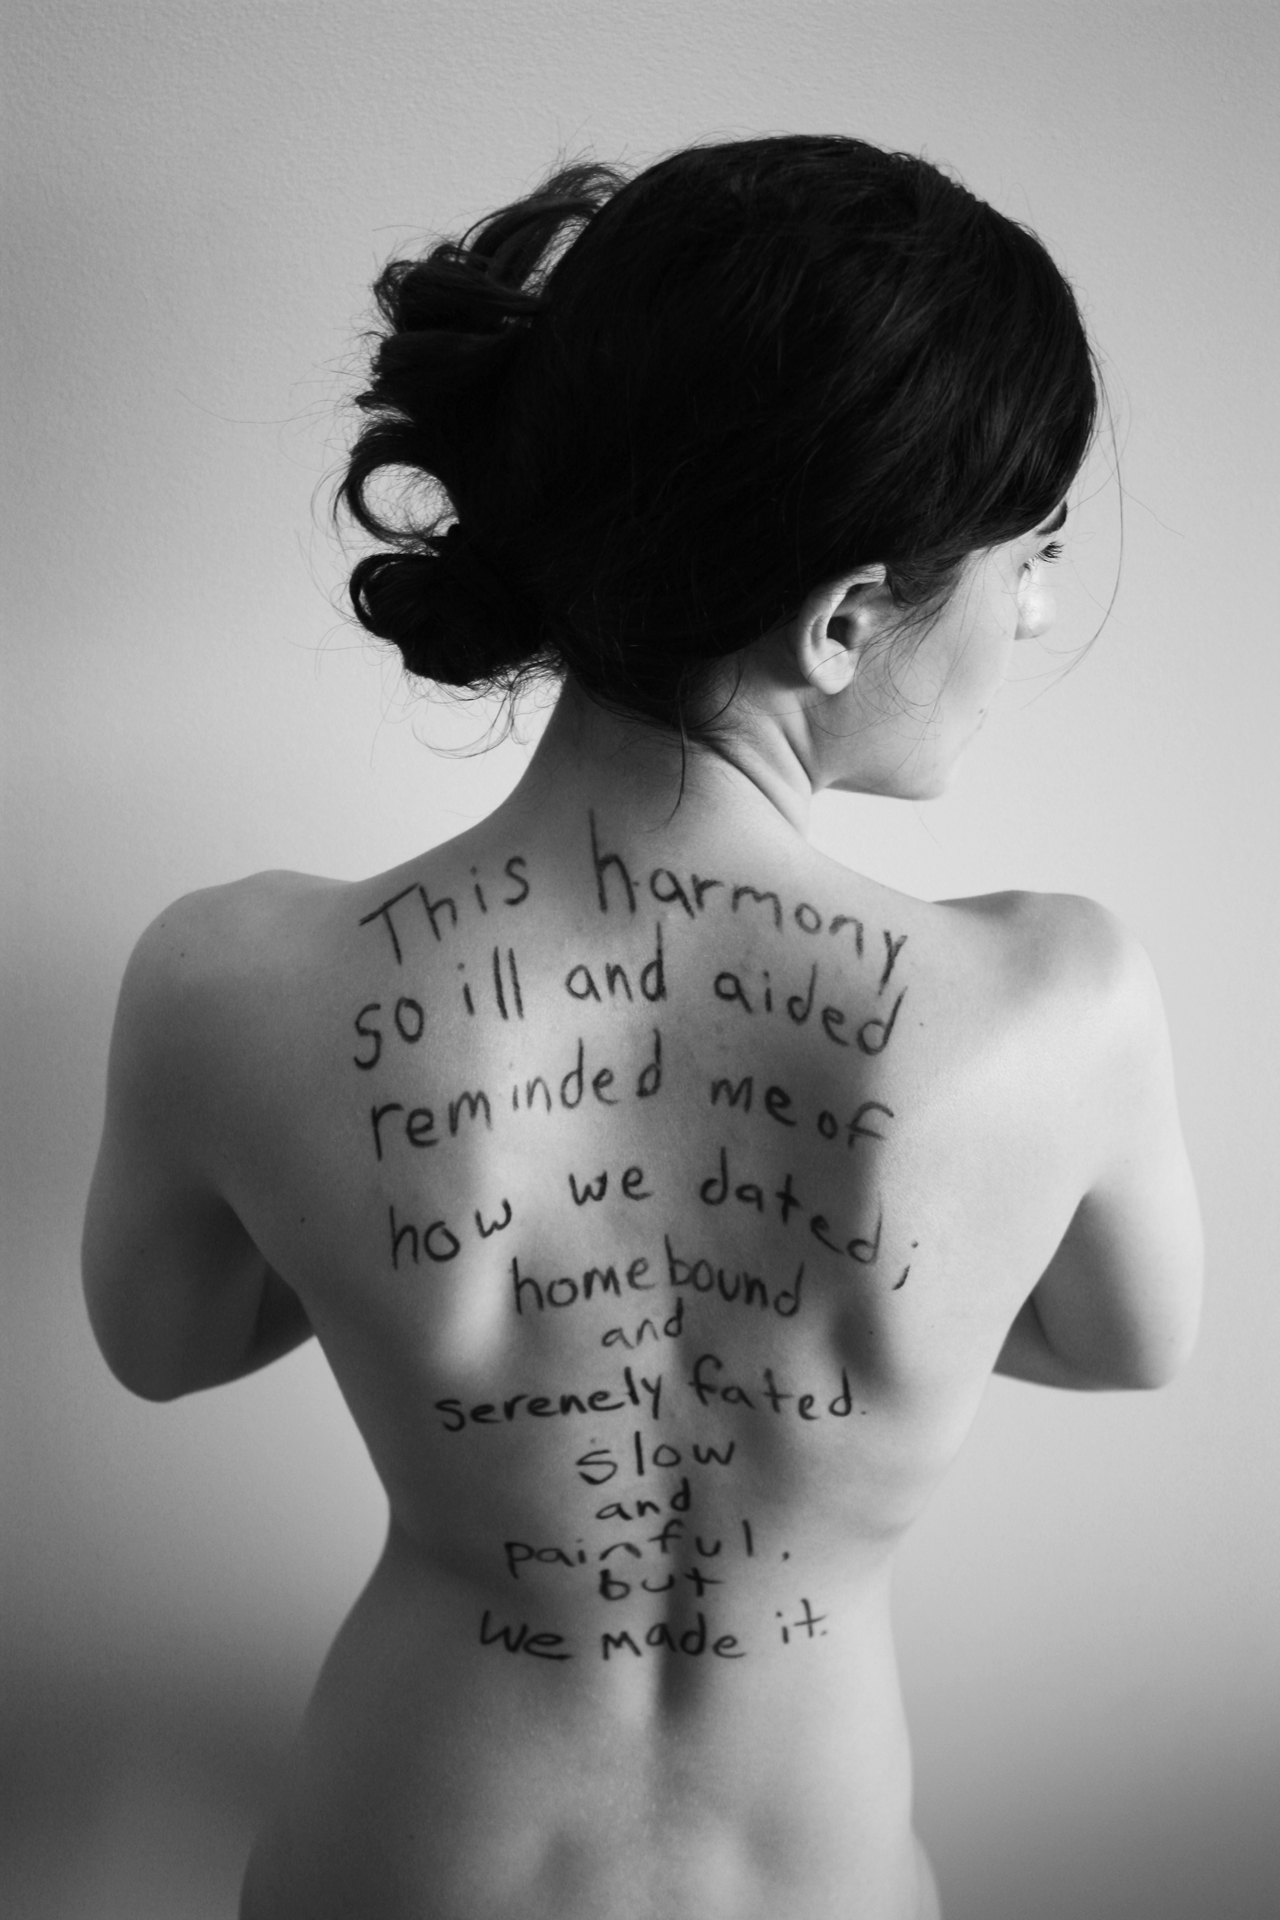 This harmony
so ill and aided
reminded me of
how we dated;
homebound
and
serenely fated.
slow
and
painful.
but
we made it.